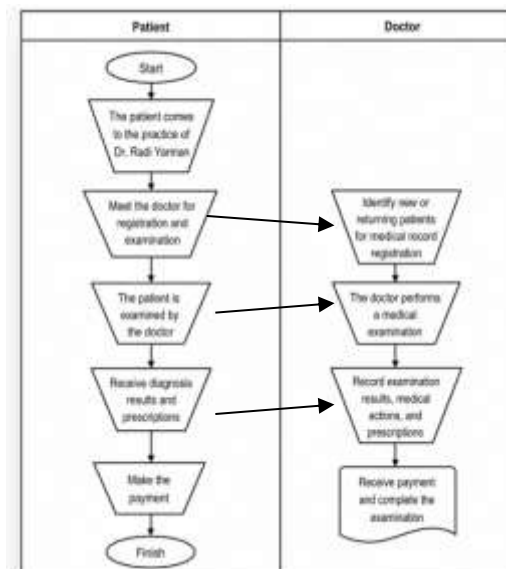 Patient
Doctor
Start
The patient comes
to the practice of
Dr. Radi Yarman
Meet the doctor for
registration and
examination
Identify new or
returning patients
for medical record
registration
The patient is
examined by
the doctor
The doctor performs
a medical
examination
Receive diagnosis
results and
prescriptions
Record examination
results, medical
actions, and
prescriptions
Make the
payment
Receive payment
and complete the
examination
Finish